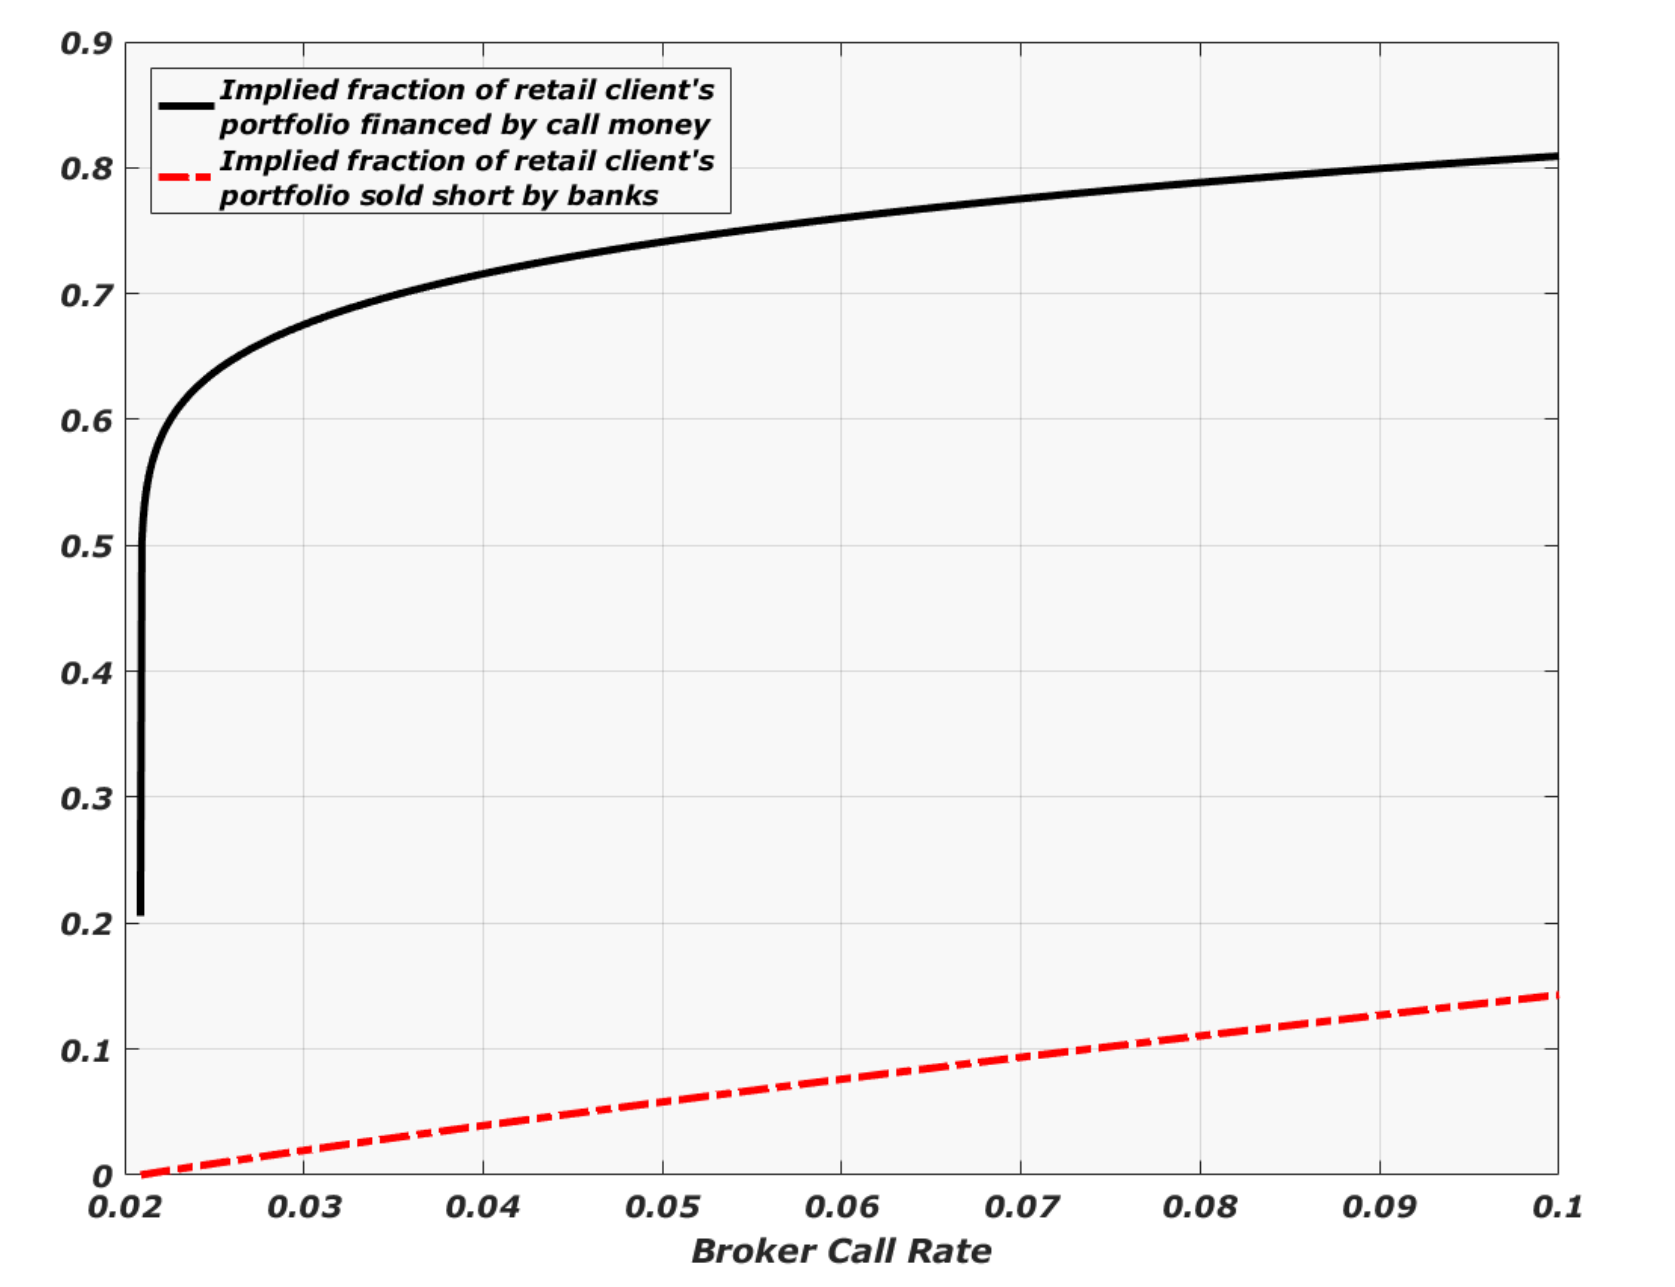 0.9
Implied fraction of retail client's
portfolio financed by call money
Implied fraction of retail client's
portfolio sold short by banks
0.8
0.7
0.6
0.5
0.4
0.3
0.2
0.1
0
0.02 0.03 0.04 0.05 0.06 0.07 0.08 0.09 0.1
Broker Call Rate